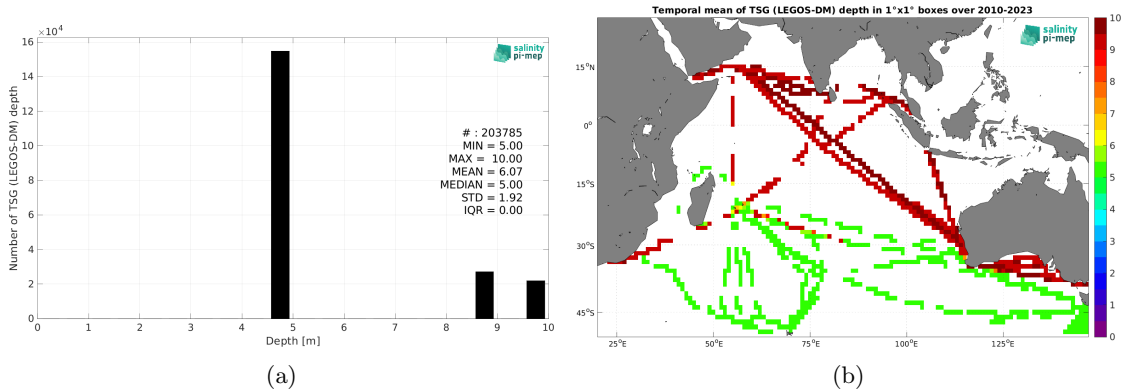 ×10⁴
16
14
12
10
8
6
4
2
0
Number of TSG (LEGOS-DM) depth
salinity
pi-mep
# : 203785
MIN = 5.00
MAX = 10.00
MEAN = 6.07
MEDIAN = 5.00
STD = 1.92
IQR = 0.00
0 1 2 3 4 5 6 7 8 9 10
Depth [m]
(a)
Temporal mean of TSG (LEGOS-DM) depth in 1°x1° boxes over 2010-2023
salinity
pi-mep
15°N
0°
15°S
30°S
45°S
25°E 50°E 75°E 100°E 125°E
10
9
8
7
6
5
4
3
2
1
0
(b)